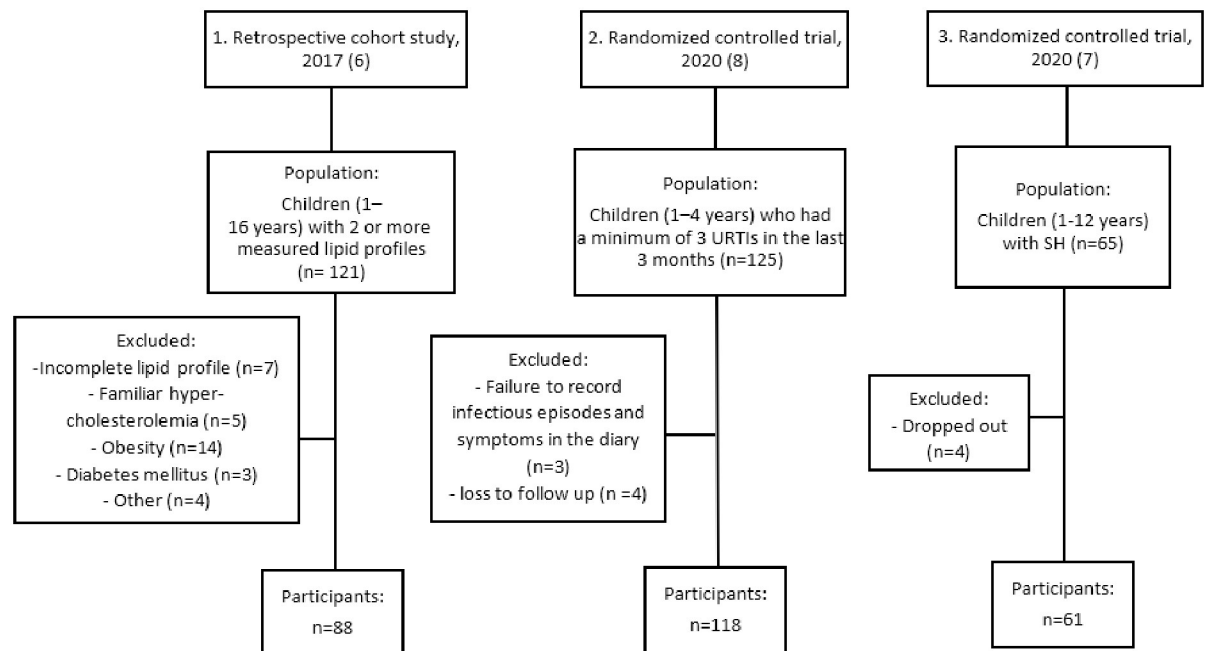 1. Retrospective cohort study,
2017 (6)
Population:
Children (1–
16 years) with 2 or more
measured lipid profiles
(n= 121)
Excluded:
-Incomplete lipid profile (n=7)
- Familiar hyper-
cholesterolemia (n=5)
- Obesity (n=14)
- Diabetes mellitus (n=3)
- Other (n=4)
Participants:
n=88
2. Randomized controlled trial,
2020 (8)
Population:
Children (1–4 years) who had
a minimum of 3 URTIs in the last
3 months (n=125)
Excluded:
- Failure to record
infectious episodes and
symptoms in the diary
(n=3)
- loss to follow up (n =4)
Participants:
n=118
3. Randomized controlled trial,
2020 (7)
Population:
Children (1-12 years)
with SH (n=65)
Excluded:
- Dropped out
(n=4)
Participants:
n=61